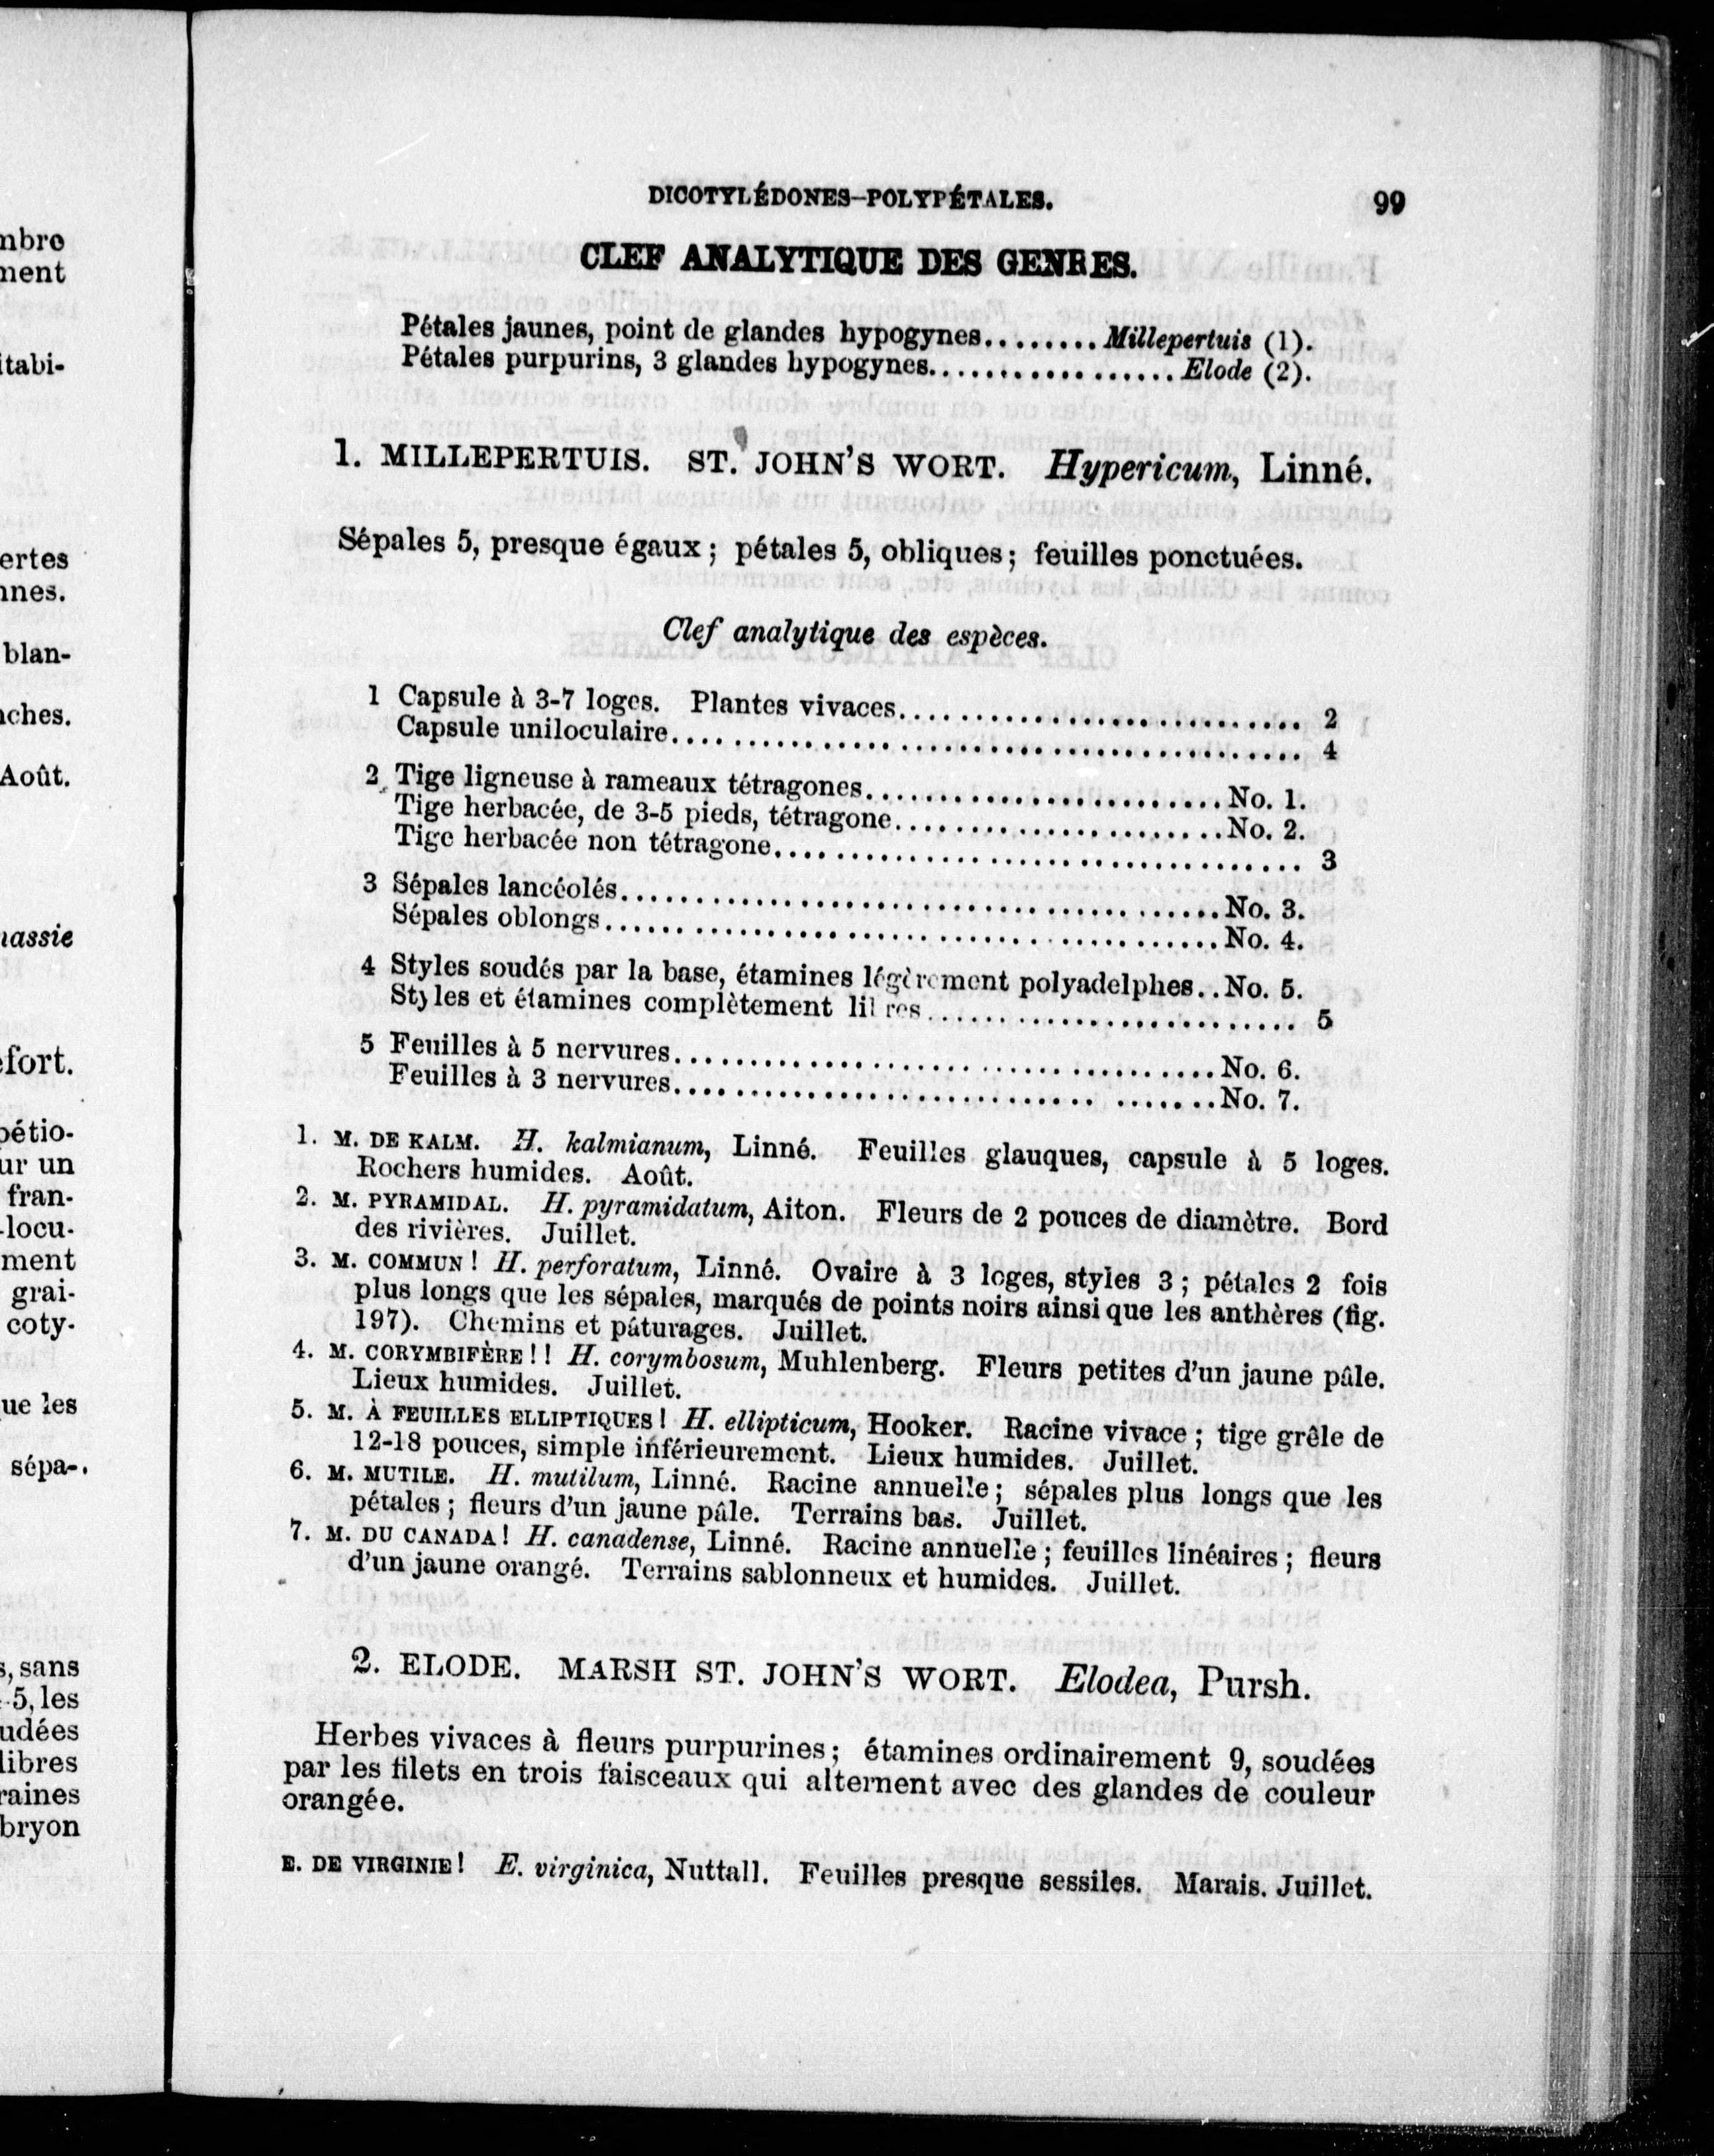 DICOTYLÉDONES-POLYPÉTALES. 99
CLEF ANALYTIQUE DES GENRES.
Pétales jaunes, point de glandes hypogynes........Millepertuis (1).
Pétales purpurins, 3 glandes hypogynes..................Elode (2).
1. MILLEPERTUIS. ST. JOHN'S WORT. Hypericum, Linné.
Sépales 5, presque égaux; pétales 5, obliques; feuilles ponctuées.
Clef analytique des espèces.
1 Capsule à 3-7 loges. Plantes vivaces............................ 2
Capsule uniloculaire............................................ 4
2 Tige ligneuse à rameaux tétragones.........................No. 1.
Tige herbacée, de 3-5 pieds, tétragone.......................No. 2.
Tige herbacée non tétragone..................................... 3
3 Sépales lancéolés..........................................No. 3.
Sépales oblongs............................................No. 4.
4 Styles soudés par la base, étamines légèrement polyadelphes..No. 5.
Styles et étamines complètement libres.......................... 5
5 Feuilles à 5 nervures......................................No. 6.
Feuilles à 3 nervures............................. .......No. 7.
1. M. DE KALM. H. kalmianum, Linné. Feuilles glauques, capsule à 5 loges.
Rochers humides. Août.
2. M. PYRAMIDAL. H. pyramidatum, Aiton. Fleurs de 2 pouces de diamètre. Bord
des rivières. Juillet.
3. M. COMMUN! H. perforatum, Linné. Ovaire à 3 loges, styles 3; pétales 2 fois
plus longs que les sépales, marqués de points noirs ainsi que les anthères (fig.
197). Chemins et pâturages. Juillet.
4. M. CORYMBIFÈRE!! H. corymbosum, Muhlenberg. Fleurs petites d'un jaune pâle.
Lieux humides. Juillet.
5. M. À FEUILLES ELLIPTIQUES! H. ellipticum, Hooker. Racine vivace; tige grêle de
12-18 pouces, simple inférieurement. Lieux humides. Juillet.
6. M. MUTILE. H. mutilum, Linné. Racine annuelle; sépales plus longs que les
pétales; fleurs d'un jaune pâle. Terrains bas. Juillet.
7. M. DU CANADA! H. canadense, Linné. Racine annuelle; feuilles linéaires; fleurs
d'un jaune orangé. Terrains sablonneux et humides. Juillet.
2. ELODE. MARSH ST. JOHN'S WORT. Elodea, Pursh.
Herbes vivaces à fleurs purpurines; étamines ordinairement 9, soudées
par les filets en trois faisceaux qui alternent avec des glandes de couleur
orangée.
E. DE VIRGINIE! E. virginica, Nuttall. Feuilles presque sessiles. Marais. Juillet.